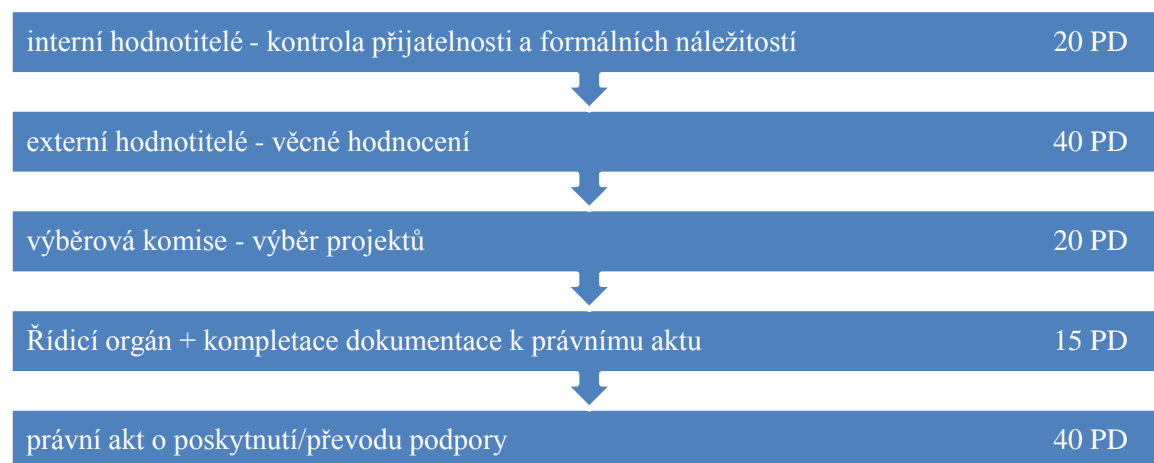 interní hodnotitelé - kontrola přijatelnosti a formálních náležitostí 20 PD
externí hodnotitelé - věcné hodnocení 40 PD
výběrová komise - výběr projektů 20 PD
Řídicí orgán + kompletace dokumentace k právnímu aktu 15 PD
právní akt o poskytnutí/převodu podpory 40 PD